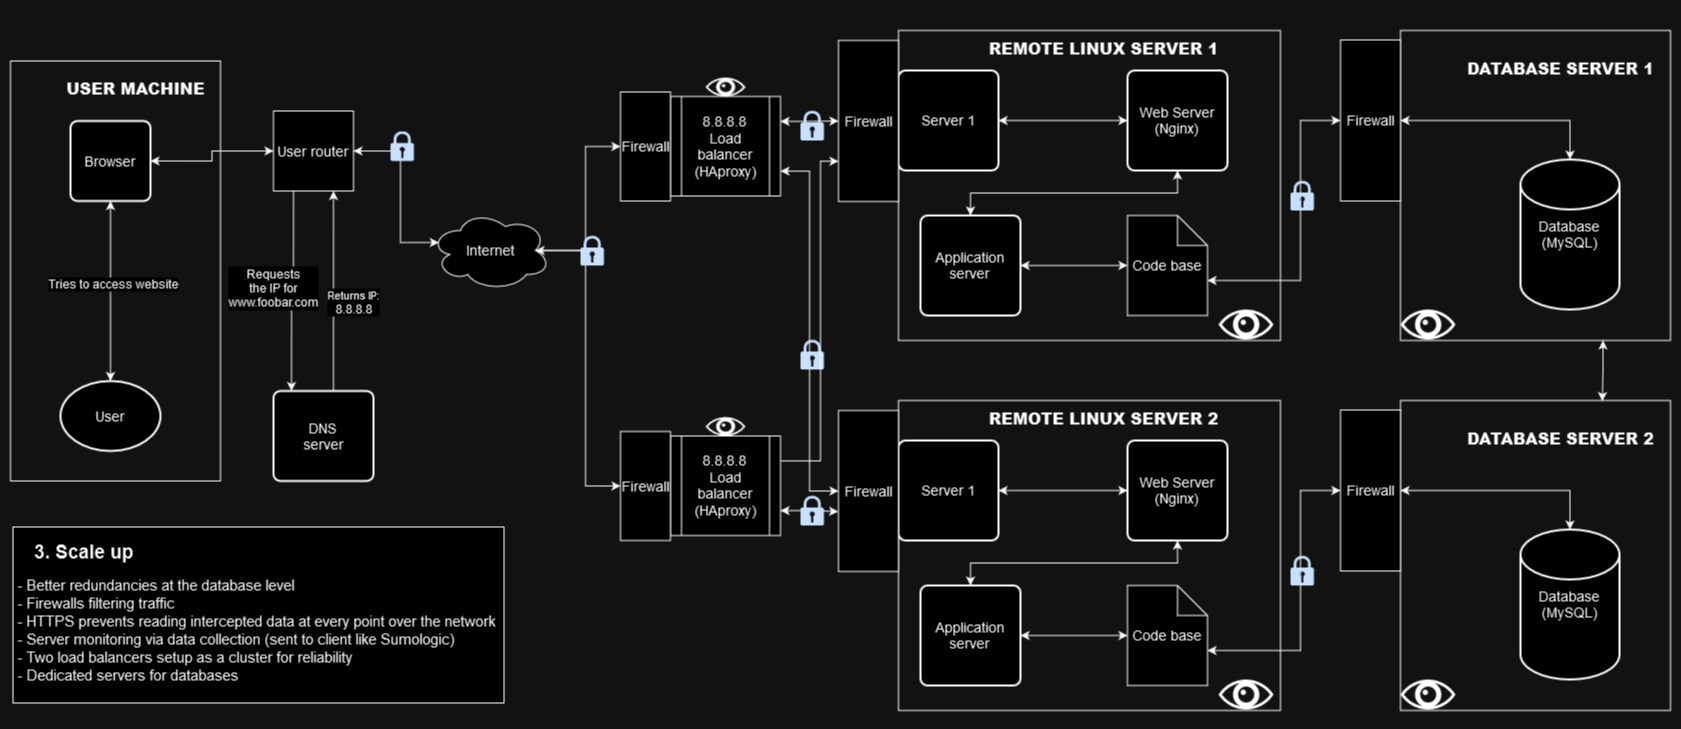 USER MACHINE
Browser
Tries to access website
User
User router
Requests
the IP for
www.foobar.com
Returns IP:
8.8.8.8
DNS
server
Internet
Firewall
8.8.8.8
Load
balancer
(HAproxy)
Firewall
8.8.8.8
Load
balancer
(HAproxy)
REMOTE LINUX SERVER 1
Firewall
Server 1
Web Server
(Nginx)
Application
server
Code base
DATABASE SERVER 1
Firewall
Database
(MySQL)
REMOTE LINUX SERVER 2
Firewall
Server 1
Web Server
(Nginx)
Application
server
Code base
DATABASE SERVER 2
Firewall
Database
(MySQL)
3. Scale up
- Better redundancies at the database level
- Firewalls filtering traffic
- HTTPS prevents reading intercepted data at every point over the network
- Server monitoring via data collection (sent to client like Sumologic)
- Two load balancers setup as a cluster for reliability
- Dedicated servers for databases